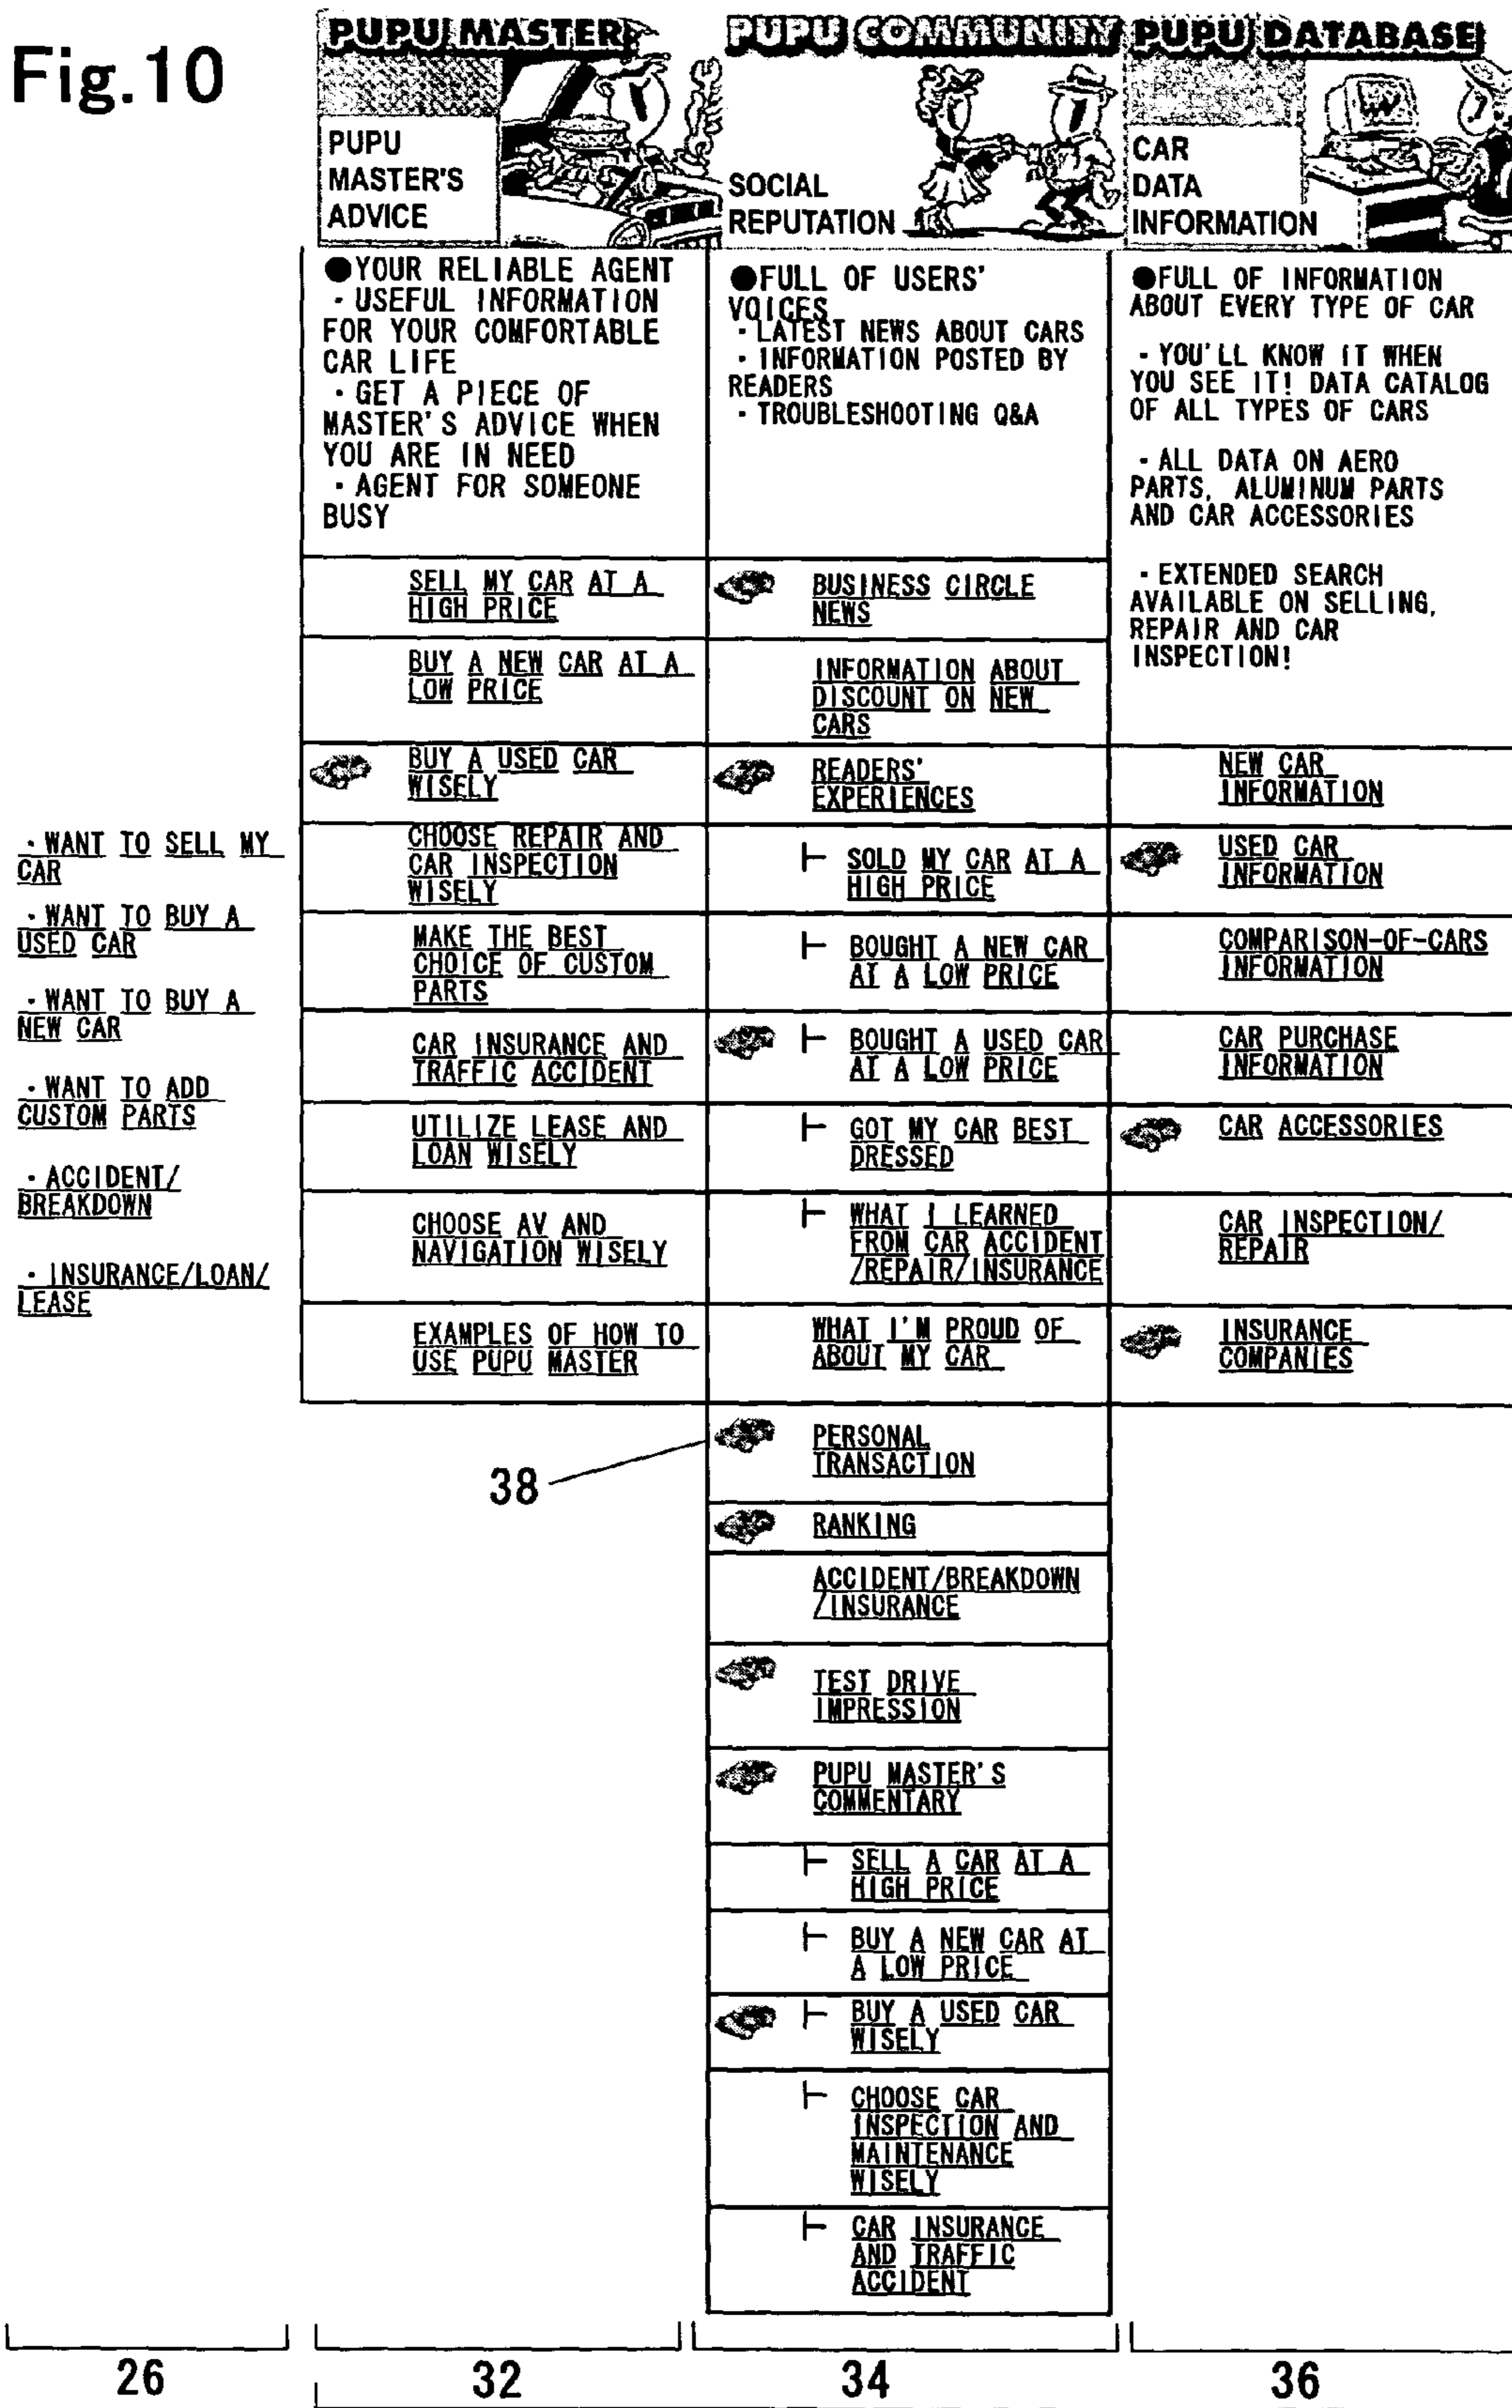 Fig.10
PUPU MASTER
PUPU
MASTER'S
ADVICE
●YOUR RELIABLE AGENT
- USEFUL INFORMATION
FOR YOUR COMFORTABLE
CAR LIFE
- GET A PIECE OF
MASTER'S ADVICE WHEN
YOU ARE IN NEED
- AGENT FOR SOMEONE
BUSY
SELL MY CAR AT A
HIGH PRICE
BUY A NEW CAR AT A
LOW PRICE
BUY A USED CAR
WISELY
CHOOSE REPAIR AND
CAR INSPECTION
WISELY
MAKE THE BEST
CHOICE OF CUSTOM
PARTS
CAR INSURANCE AND
TRAFFIC ACCIDENT
UTILIZE LEASE AND
LOAN WISELY
CHOOSE AV AND
NAVIGATION WISELY
EXAMPLES OF HOW TO
USE PUPU MASTER
PUPU COMMUNITY
SOCIAL
REPUTATION
●FULL OF USERS'
VOICES
- LATEST NEWS ABOUT CARS
- INFORMATION POSTED BY
READERS
- TROUBLESHOOTING Q&A
BUSINESS CIRCLE
NEWS
INFORMATION ABOUT
DISCOUNT ON NEW
CARS
READERS'
EXPERIENCES
SOLD MY CAR AT A
HIGH PRICE
BOUGHT A NEW CAR
AT A LOW PRICE
BOUGHT A USED CAR
AT A LOW PRICE
GOT MY CAR BEST
DRESSED
WHAT I LEARNED
FROM CAR ACCIDENT
/REPAIR/INSURANCE
WHAT I'M PROUD OF
ABOUT MY CAR
PERSONAL
TRANSACTION
RANKING
ACCIDENT/BREAKDOWN
/INSURANCE
TEST DRIVE
IMPRESSION
PUPU MASTER'S
COMMENTARY
SELL A CAR AT A
HIGH PRICE
BUY A NEW CAR AT
A LOW PRICE
BUY A USED CAR
WISELY
CHOOSE CAR
INSPECTION AND
MAINTENANCE
WISELY
CAR INSURANCE
AND TRAFFIC
ACCIDENT
PUPU DATABASE
CAR
DATA
INFORMATION
●FULL OF INFORMATION
ABOUT EVERY TYPE OF CAR
- YOU'LL KNOW IT WHEN
YOU SEE IT! DATA CATALOG
OF ALL TYPES OF CARS
- ALL DATA ON AERO
PARTS, ALUMINUM PARTS
AND CAR ACCESSORIES
- EXTENDED SEARCH
AVAILABLE ON SELLING,
REPAIR AND CAR
INSPECTION!
NEW CAR
INFORMATION
USED CAR
INFORMATION
COMPARISON-OF-CARS
INFORMATION
CAR PURCHASE
INFORMATION
CAR ACCESSORIES
CAR INSPECTION/
REPAIR
INSURANCE
COMPANIES
- WANT TO SELL MY
CAR
- WANT TO BUY A
USED CAR
- WANT TO BUY A
NEW CAR
- WANT TO ADD
CUSTOM PARTS
- ACCIDENT/
BREAKDOWN
- INSURANCE/LOAN/
LEASE
38
26
32
34
36